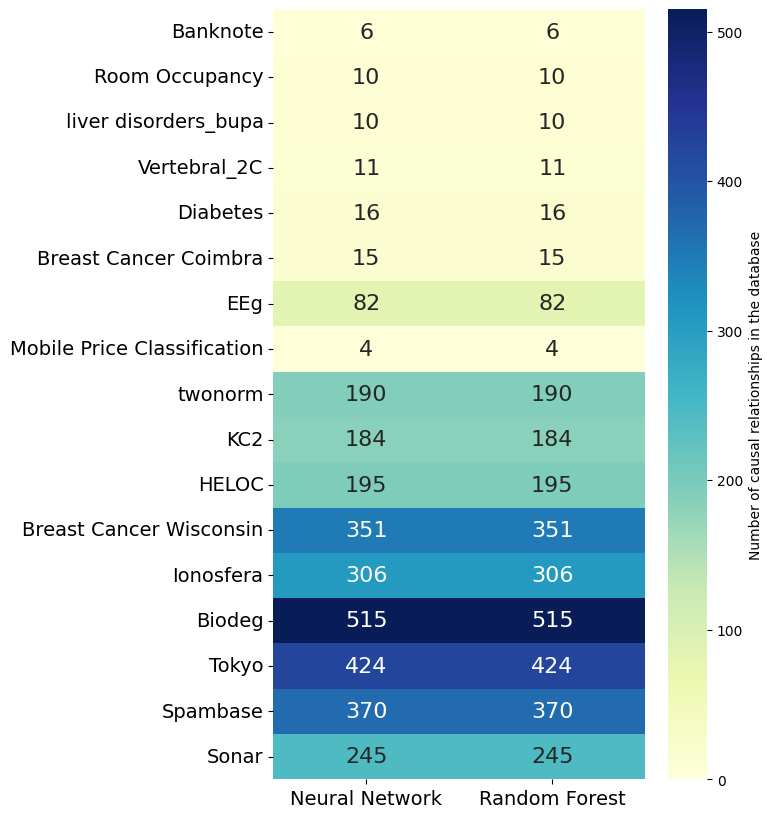 Banknote 6 6
Room Occupancy 10 10
liver disorders_bupa 10 10
Vertebral_2C 11 11
Diabetes 16 16
Breast Cancer Coimbra 15 15
EEg 82 82
Mobile Price Classification 4 4
twonorm 190 190
KC2 184 184
HELOC 195 195
Breast Cancer Wisconsin 351 351
Ionosfera 306 306
Biodeg 515 515
Tokyo 424 424
Spambase 370 370
Sonar 245 245
Neural Network Random Forest
500
400
300
200
100
0
Number of causal relationships in the database